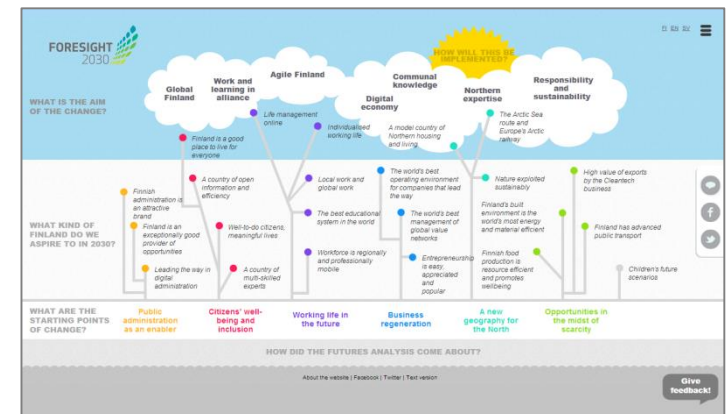 FORESIGHT
2030
FI EN SV
HOW WILL THIS BE
IMPLEMENTED?
WHAT IS THE AIM
OF THE CHANGE?
Global
Finland
Work and
learning in
alliance
Agile Finland
Digital
economy
Communal
knowledge
Northern
expertise
Responsibility
and
sustainability
Finland is a good
place to live for
everyone
Life management
online
Individualised
working life
A model country of
Northern housing
and living
The Arctic Sea
route and
Europe's Arctic
railway
WHAT KIND OF
FINLAND DO WE
ASPIRE TO IN 2030?
Finnish
administration is
an attractive
brand
Finland is an
exceptionally good
provider of
opportunities
Leading the way in
digital
administration
A country of open
information and
efficiency
Well-to-do citizens,
meaningful lives
A country of
multi-skilled
experts
Local work and
global work
The best educational
system in the world
Workforce is regionally
and professionally
mobile
The world's best
operating environment
for companies that lead
the way
The world's best
management of
global value
networks
Entrepreneurship
is easy,
appreciated
and
popular
Nature exploited
sustainably
Finland's built
environment is the
world's most energy
and material efficient
Finnish food
production is
resource efficient
and promotes
wellbeing
High value of exports
by the Cleantech
business
Finland has advanced
public transport
Children's future
scenarios
WHAT ARE THE
STARTING POINTS
OF CHANGE?
Public
administration
as an enabler
Citizens' well-
being and
inclusion
Working life in
the future
Business
regeneration
A new
geography for
the North
Opportunities in
the midst of
scarcity
HOW DID THE FUTURES ANALYSIS COME ABOUT?
About the website | Facebook | Twitter | Text version
Give
feedback!